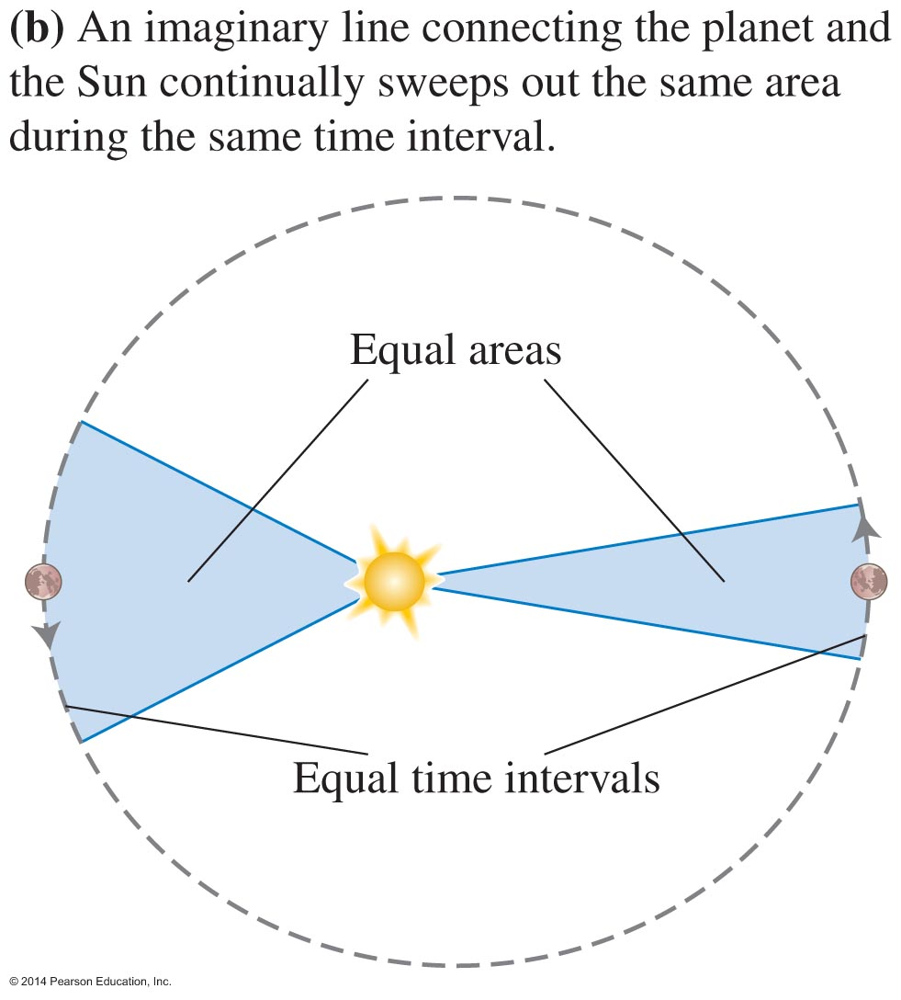 (b) An imaginary line connecting the planet and
the Sun continually sweeps out the same area
during the same time interval.
Equal areas
Equal time intervals
© 2014 Pearson Education, Inc.